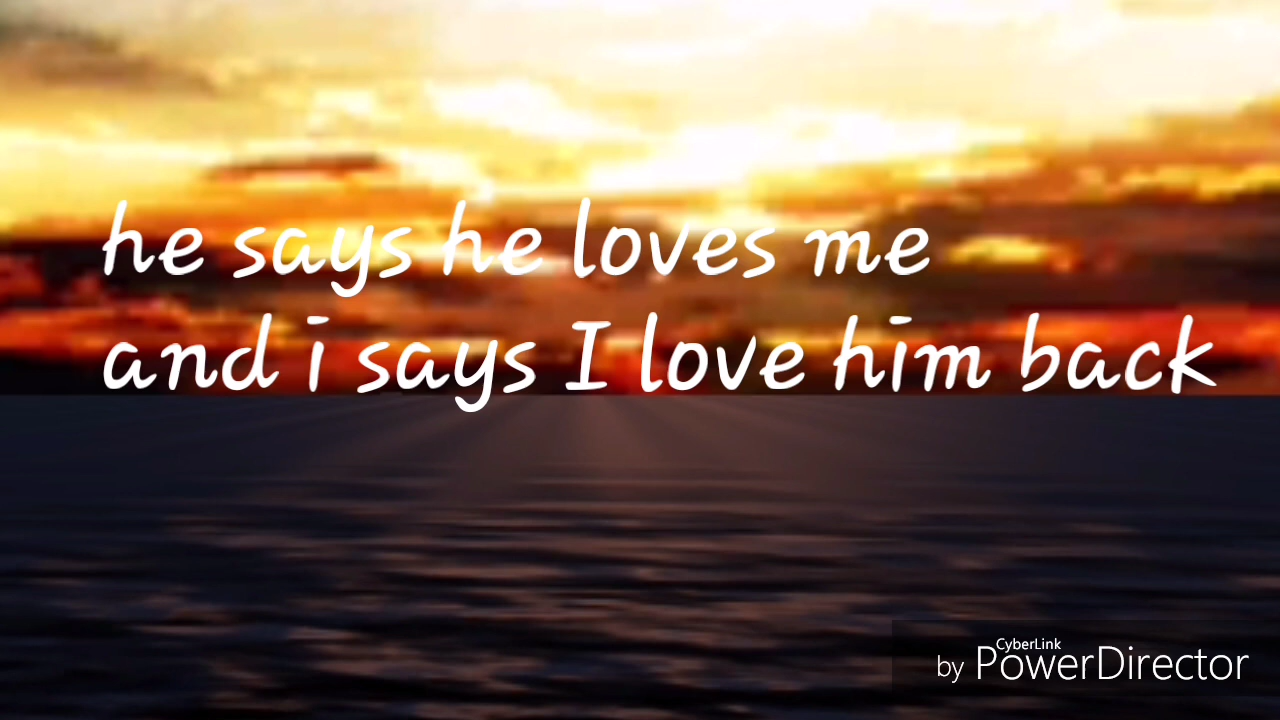 he says he loves me
and i says I love him back
CyberLink
by PowerDirector